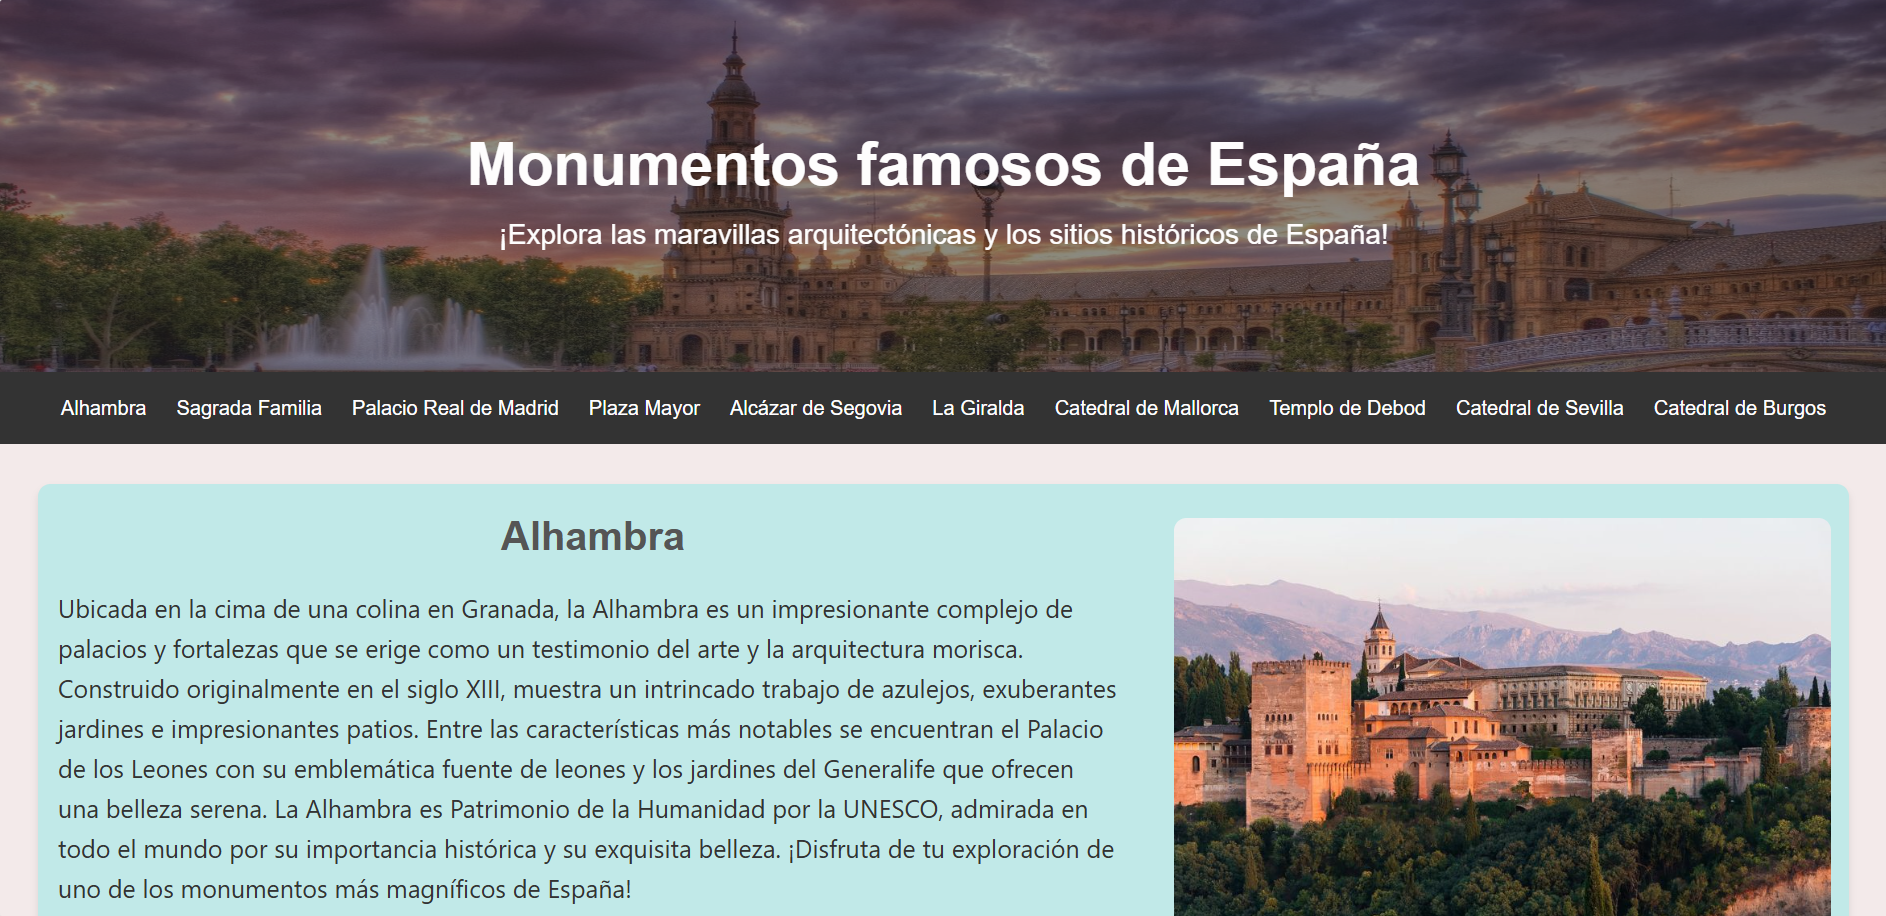 Monumentos famosos de España
¡Explora las maravillas arquitectónicas y los sitios históricos de España!
Alhambra Sagrada Familia Palacio Real de Madrid Plaza Mayor Alcázar de Segovia La Giralda Catedral de Mallorca Templo de Debod Catedral de Sevilla Catedral de Burgos
Alhambra
Ubicada en la cima de una colina en Granada, la Alhambra es un impresionante complejo de
palacios y fortalezas que se erige como un testimonio del arte y la arquitectura morisca.
Construido originalmente en el siglo XIII, muestra un intrincado trabajo de azulejos, exuberantes
jardines e impresionantes patios. Entre las características más notables se encuentran el Palacio
de los Leones con su emblemática fuente de leones y los jardines del Generalife que ofrecen
una belleza serena. La Alhambra es Patrimonio de la Humanidad por la UNESCO, admirada en
todo el mundo por su importancia histórica y su exquisita belleza. ¡Disfruta de tu exploración de
uno de los monumentos más magníficos de España!